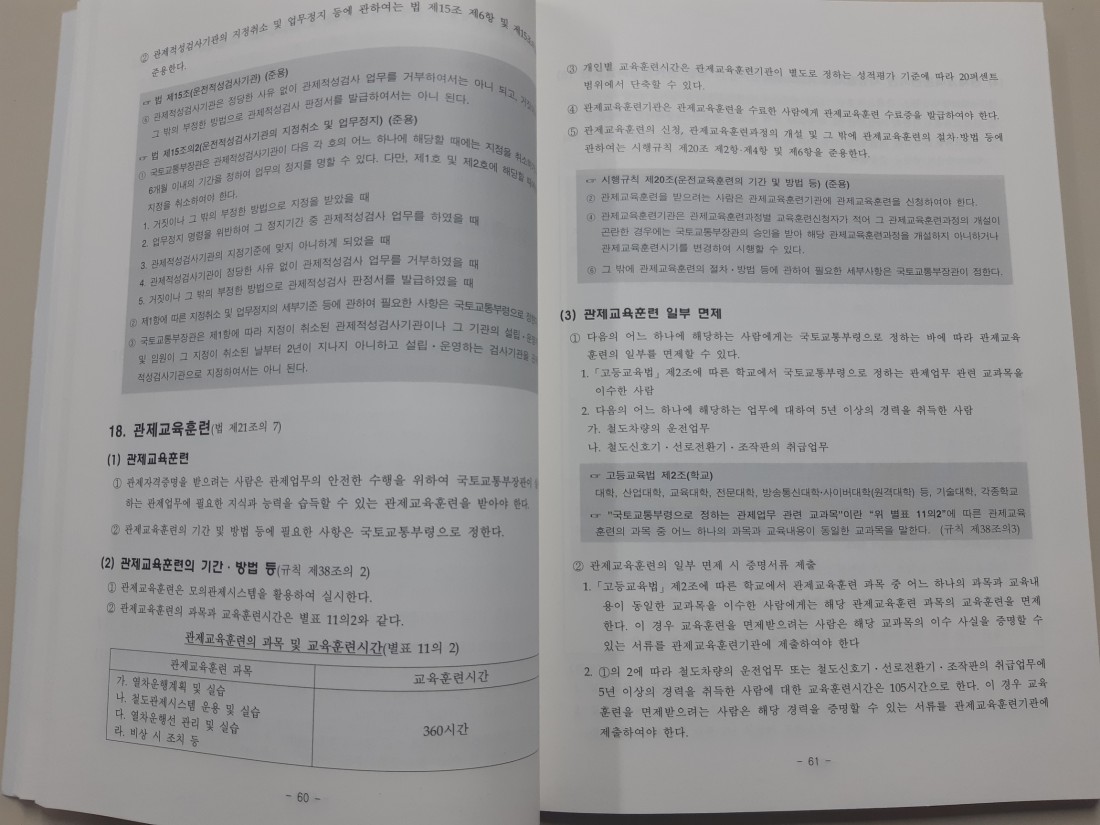 ② 관제적성검사기관의 지정취소 및 업무정지 등에 관하여는 법 제15조 제6항 및
준용한다.
☞ 법 제15조(운전적성검사기관) (준용)
⑥ 관제적성검사기관은 정당한 사유 없이 관제적성검사 업무를 거부하여서는 아니 되고,
그 밖의 부정한 방법으로 관제적성검사 판정서를 발급하여서는 아니 된다.
☞ 법 제15조의2(운전적성검사기관의 지정취소 및 업무정지) (준용)
① 국토교통부장관은 관제적성검사기관이 다음 각 호의 어느 하나에 해당할 때에는 지정을
6개월 이내의 기간을 정하여 업무의 정지를 명할 수 있다. 다만, 제1호 및 제2호에 해당할 때에는
지정을 취소하여야 한다.
1. 거짓이나 그 밖의 부정한 방법으로 지정을 받았을 때
2. 업무정지 명령을 위반하여 그 정지기간 중 관제적성검사 업무를 하였을 때
3. 관제적성검사기관의 지정기준에 맞지 아니하게 되었을 때
4. 관제적성검사기관이 정당한 사유 없이 관제적성검사 업무를 거부하였을 때
5. 거짓이나 그 밖의 부정한 방법으로 관제적성검사 판정서를 발급하였을 때
② 제1항에 따른 지정취소 및 업무정지의 세부기준 등에 관하여 필요한 사항은 국토교통부령으로
③ 국토교통부장관은 제1항에 따라 지정이 취소된 관제적성검사기관이나 그 기관의 설립·운영
및 임원이 그 지정이 취소된 날부터 2년이 지나지 아니하고 설립·운영하는 검사기관을
적성검사기관으로 지정하여서는 아니 된다.
18. 관제교육훈련(법 제21조의 7)
(1) 관제교육훈련
① 관제자격증명을 받으려는 사람은 관제업무의 안전한 수행을 위하여 국토교통부장관이
하는 관제업무에 필요한 지식과 능력을 습득할 수 있는 관제교육훈련을 받아야 한다.
② 관제교육훈련의 기간 및 방법 등에 필요한 사항은 국토교통부령으로 정한다.
(2) 관제교육훈련의 기간·방법 등(규칙 제38조의 2)
① 관제교육훈련은 모의관제시스템을 활용하여 실시한다.
② 관제교육훈련의 과목과 교육훈련시간은 별표 11의2와 같다.
관제교육훈련의 과목 및 교육훈련시간(별표 11의 2)
관제교육훈련 과목 교육훈련시간
가. 열차운행계획 및 실습
나. 철도관제시스템 운용 및 실습
다. 열차운행선 관리 및 실습
라. 비상 시 조치 등
360시간
- 60 -
③ 개인별 교육훈련시간은 관제교육훈련기관이 별도로 정하는 성적평가 기준에 따라 20퍼센트
범위에서 단축할 수 있다.
④ 관제교육훈련기관은 관제교육훈련을 수료한 사람에게 관제교육훈련 수료증을 발급하여야 한다.
⑤ 관제교육훈련의 신청, 관제교육훈련과정의 개설 및 그 밖에 관제교육훈련의 절차·방법 등에
관하여는 시행규칙 제20조 제2항·제4항 및 제6항을 준용한다.
☞ 시행규칙 제20조(운전교육훈련의 기간 및 방법 등) (준용)
② 관제교육훈련을 받으려는 사람은 관제교육훈련기관에 관제교육훈련을 신청하여야 한다.
④ 관제교육훈련기관은 관제교육훈련과정별 교육훈련신청자가 적어 그 관제교육훈련과정의 개설이
곤란한 경우에는 국토교통부장관의 승인을 받아 해당 관제교육훈련과정을 개설하지 아니하거나
관제교육훈련시기를 변경하여 시행할 수 있다.
⑥ 그 밖에 관제교육훈련의 절차·방법 등에 관하여 필요한 세부사항은 국토교통부장관이 정한다.
(3) 관제교육훈련 일부 면제
① 다음의 어느 하나에 해당하는 사람에게는 국토교통부령으로 정하는 바에 따라 관제교육
훈련의 일부를 면제할 수 있다.
1.「고등교육법」제2조에 따른 학교에서 국토교통부령으로 정하는 관제업무 관련 교과목을
이수한 사람
2. 다음의 어느 하나에 해당하는 업무에 대하여 5년 이상의 경력을 취득한 사람
가. 철도차량의 운전업무
나. 철도신호기·선로전환기·조작판의 취급업무
☞ 고등교육법 제2조(학교)
대학, 산업대학, 교육대학, 전문대학, 방송통신대학·사이버대학(원격대학) 등, 기술대학, 각종학교
☞ "국토교통부령으로 정하는 관제업무 관련 교과목"이란 "위 별표 11의2"에 따른 관제교육
훈련의 과목 중 어느 하나의 과목과 교육내용이 동일한 교과목을 말한다. (규칙 제38조의3)
② 관제교육훈련의 일부 면제 시 증명서류 제출
1.「고등교육법」제2조에 따른 학교에서 관제교육훈련 과목 중 어느 하나의 과목과 교육내
용이 동일한 교과목을 이수한 사람에게는 해당 관제교육훈련 과목의 교육훈련을 면제
한다. 이 경우 교육훈련을 면제받으려는 사람은 해당 교과목의 이수 사실을 증명할 수
있는 서류를 관제교육훈련기관에 제출하여야 한다
2. ①의 2에 따라 철도차량의 운전업무 또는 철도신호기·선로전환기·조작판의 취급업무에
5년 이상의 경력을 취득한 사람에 대한 교육훈련시간은 105시간으로 한다. 이 경우 교육
훈련을 면제받으려는 사람은 해당 경력을 증명할 수 있는 서류를 관제교육훈련기관에
제출하여야 한다.
- 61 -